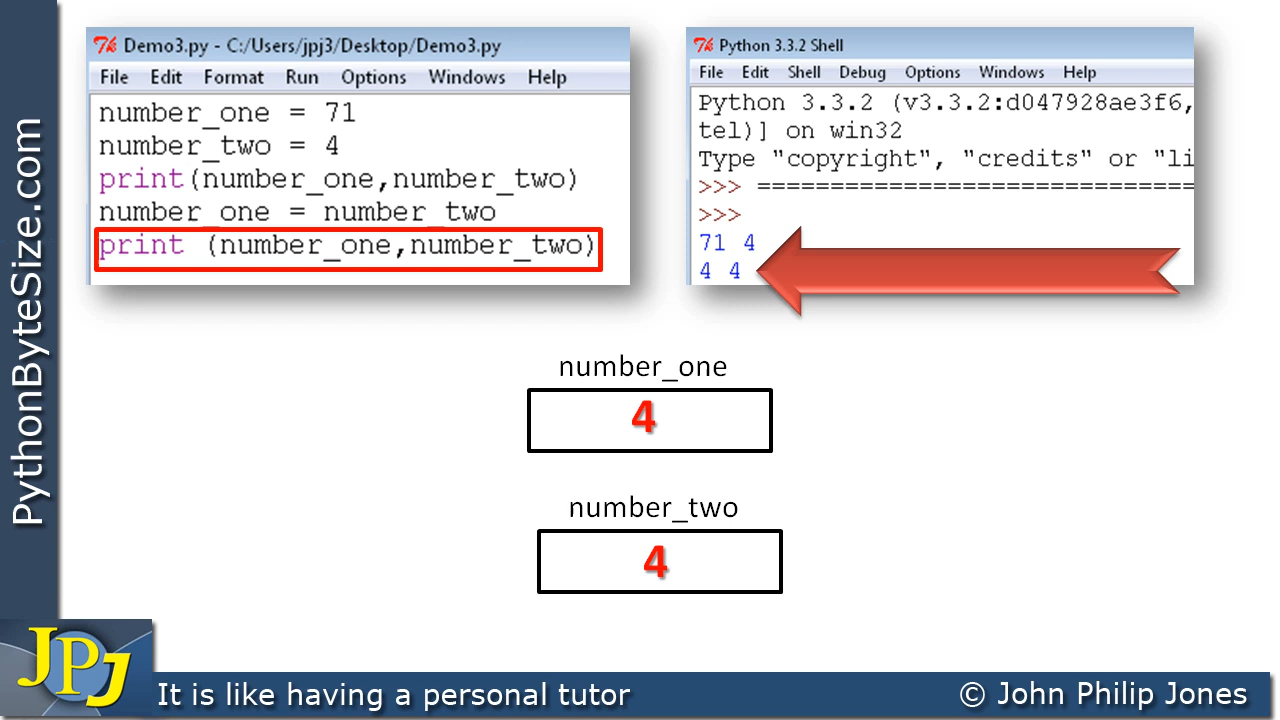 Demo3.py - C:/Users/jpj3/Desktop/Demo3.py
File Edit Format Run Options Windows Help
number_one = 71
number_two = 4
print(number_one,number_two)
number_one = number_two
print (number_one,number_two)
Python 3.3.2 Shell
File Edit Shell Debug Options Windows Help
Python 3.3.2 (v3.3.2:d047928ae3f6,
tel)] on win32
Type "copyright", "credits" or "li
>>> ==============================
>>>
71 4
4 4
number_one
4
number_two
4
PythonByteSize.com
JPJ
It is like having a personal tutor
© John Philip Jones